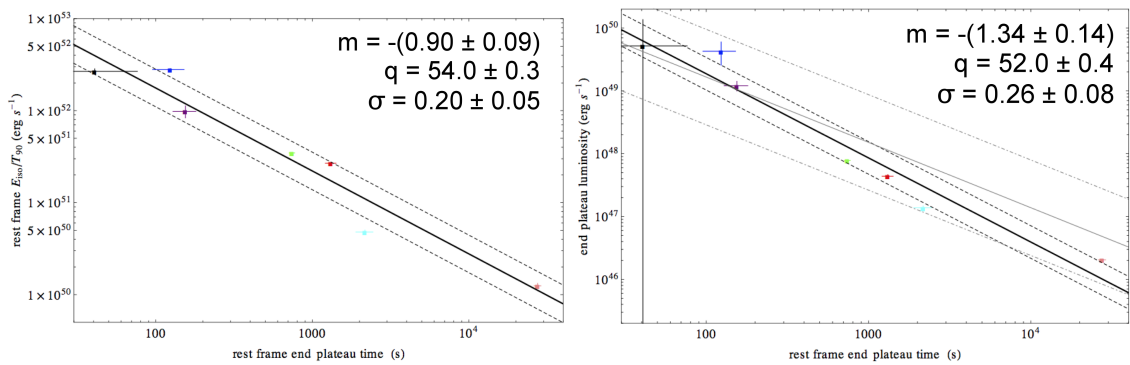 1 × 10^53
5 × 10^52
1 × 10^52
5 × 10^51
1 × 10^51
5 × 10^50
1 × 10^50
rest frame E_iso/T_90 (erg s^-1)
m = -(0.90 ± 0.09)
q = 54.0 ± 0.3
σ = 0.20 ± 0.05
100 1000 10^4
rest frame end plateau time (s)
10^50
10^49
10^48
10^47
10^46
end plateau luminosity (erg s^-1)
m = -(1.34 ± 0.14)
q = 52.0 ± 0.4
σ = 0.26 ± 0.08
100 1000 10^4
rest frame end plateau time (s)